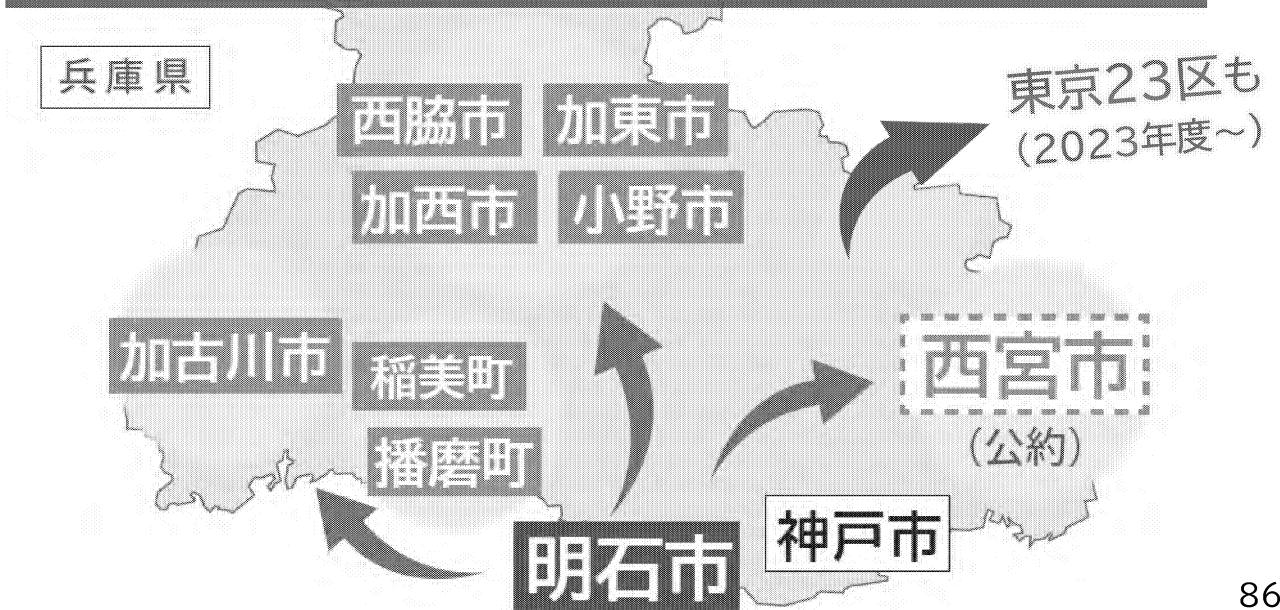 兵庫県
東京23区も
（2023年度～）
西脇市
加東市
加西市
小野市
加古川市
稲美町
播磨町
西宮市
（公約）
明石市
神戸市
86